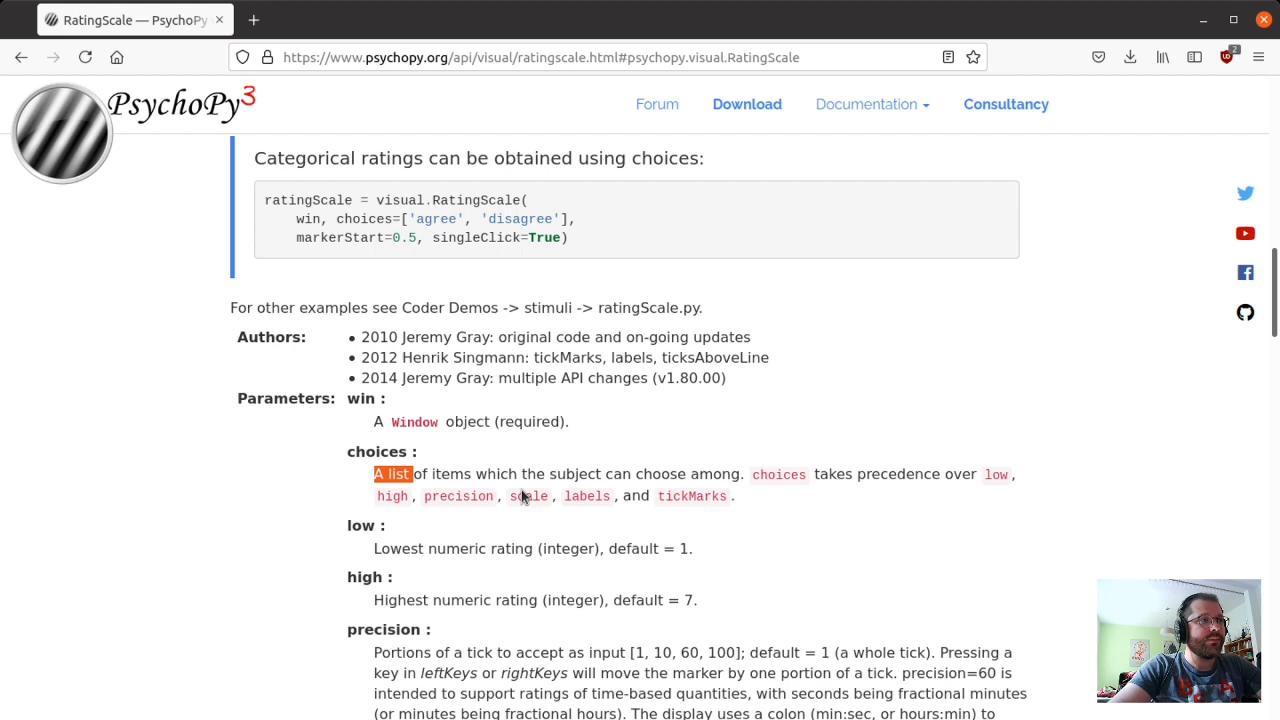 RatingScale — PsychoPy
https://www.psychopy.org/api/visual/ratingscale.html#psychopy.visual.RatingScale
2
PsychoPy3
Forum Download Documentation Consultancy
Categorical ratings can be obtained using choices:
ratingScale = visual.RatingScale(
win, choices=['agree', 'disagree'],
markerStart=0.5, singleClick=True)
For other examples see Coder Demos -> stimuli -> ratingScale.py.
Authors:
• 2010 Jeremy Gray: original code and on-going updates
• 2012 Henrik Singmann: tickMarks, labels, ticksAboveLine
• 2014 Jeremy Gray: multiple API changes (v1.80.00)
Parameters: win :
A Window object (required).
choices :
A list of items which the subject can choose among. choices takes precedence over low,
high, precision, scale, labels, and tickMarks.
low :
Lowest numeric rating (integer), default = 1.
high :
Highest numeric rating (integer), default = 7.
precision :
Portions of a tick to accept as input [1, 10, 60, 100]; default = 1 (a whole tick). Pressing a
key in leftKeys or rightKeys will move the marker by one portion of a tick. precision=60 is
intended to support ratings of time-based quantities, with seconds being fractional minutes
(or minutes being fractional hours). The display uses a colon (min:sec, or hours:min) to